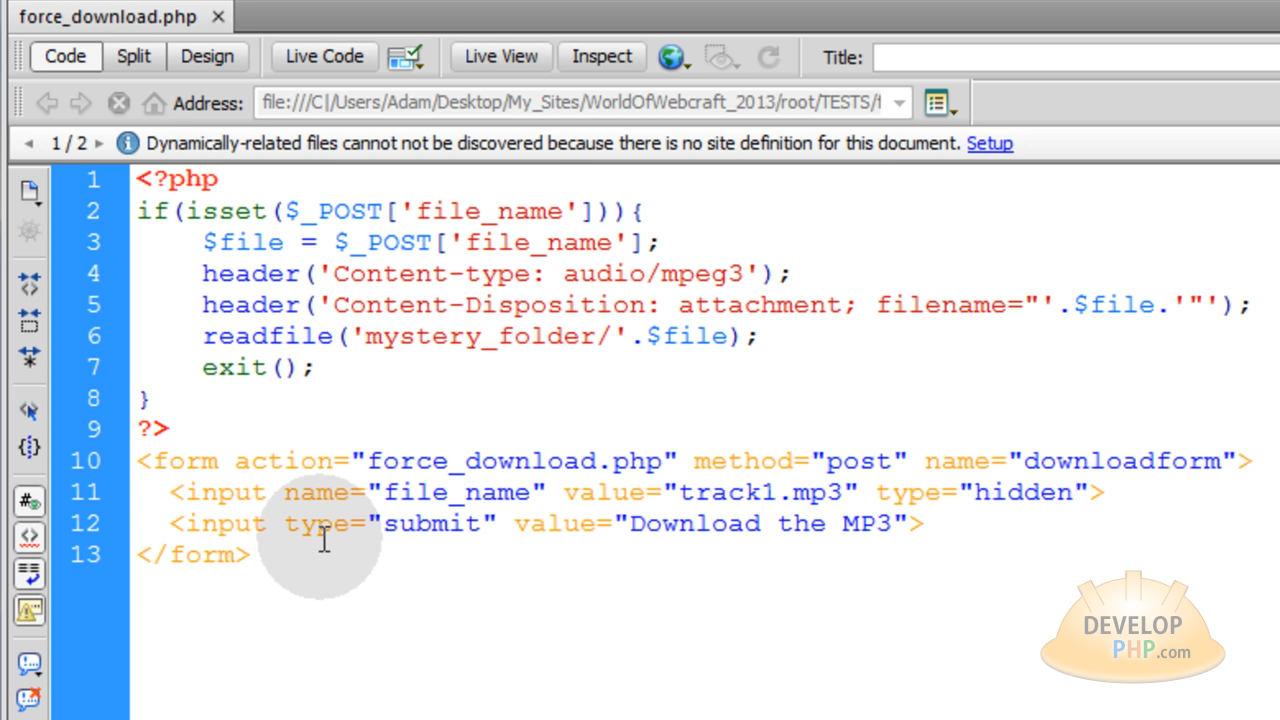 force_download.php ×
Code Split Design Live Code Live View Inspect Title:
Address: file:///C|/Users/Adam/Desktop/My_Sites/WorldOfWebcraft_2013/root/TESTS/f
1 / 2 Dynamically-related files cannot not be discovered because there is no site definition for this document. Setup
1 <?php
2 if(isset($_POST['file_name'])){
3 $file = $_POST['file_name'];
4 header('Content-type: audio/mpeg3');
5 header('Content-Disposition: attachment; filename="'.$file.'"');
6 readfile('mystery_folder/'.$file);
7 exit();
8 }
9 ?>
10 <form action="force_download.php" method="post" name="downloadform">
11 <input name="file_name" value="track1.mp3" type="hidden">
12 <input type="submit" value="Download the MP3">
13 </form>
DEVELOP
PHP.com